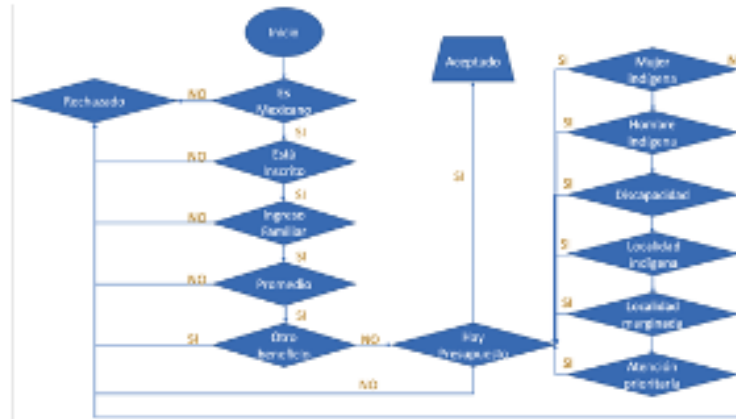 Inicio
Aceptado
Mujer
Indígena
SI
N
Rechazado
NO
Es
Mexicano
SI
Hombre
Indígena
SI
NO
Está
Inscrito
SI
SI
Discapacidad
SI
NO
Ingreso
Familiar
SI
Localidad
Indígena
SI
NO
Promedio
SI
Localidad
marginada
SI
SI
Otro
beneficio
NO
Hay
Presupuesto
NO
Atención
prioritaria
SI